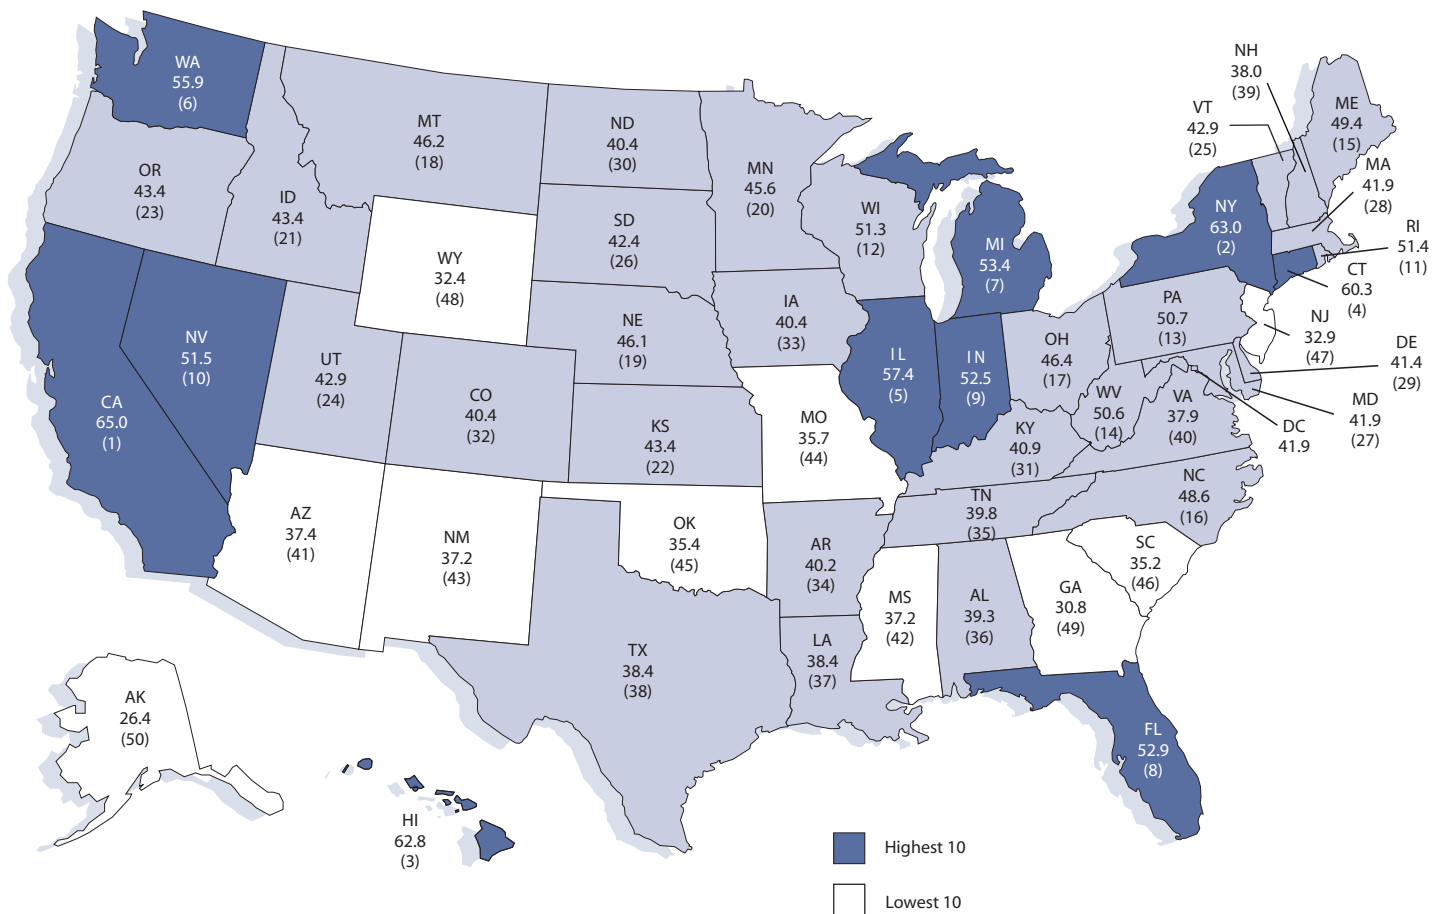 WA
55.9
(6)
OR
43.4
(23)
CA
65.0
(1)
NV
51.5
(10)
ID
43.4
(21)
MT
46.2
(18)
WY
32.4
(48)
UT
42.9
(24)
CO
40.4
(32)
AZ
37.4
(41)
NM
37.2
(43)
ND
40.4
(30)
SD
42.4
(26)
NE
46.1
(19)
KS
43.4
(22)
OK
35.4
(45)
TX
38.4
(38)
MN
45.6
(20)
IA
40.4
(33)
MO
35.7
(44)
AR
40.2
(34)
LA
38.4
(37)
WI
51.3
(12)
IL
57.4
(5)
MI
53.4
(7)
IN
52.5
(9)
OH
46.4
(17)
KY
40.9
(31)
TN
39.8
(35)
MS
37.2
(42)
AL
39.3
(36)
GA
30.8
(49)
FL
52.9
(8)
SC
35.2
(46)
NC
48.6
(16)
VA
37.9
(40)
WV
50.6
(14)
PA
50.7
(13)
NY
63.0
(2)
VT
42.9
(25)
NH
38.0
(39)
ME
49.4
(15)
MA
41.9
(28)
RI
51.4
(11)
CT
60.3
(4)
NJ
32.9
(47)
DE
41.4
(29)
MD
41.9
(27)
DC
41.9
AK
26.4
(50)
HI
62.8
(3)
Highest 10
Lowest 10